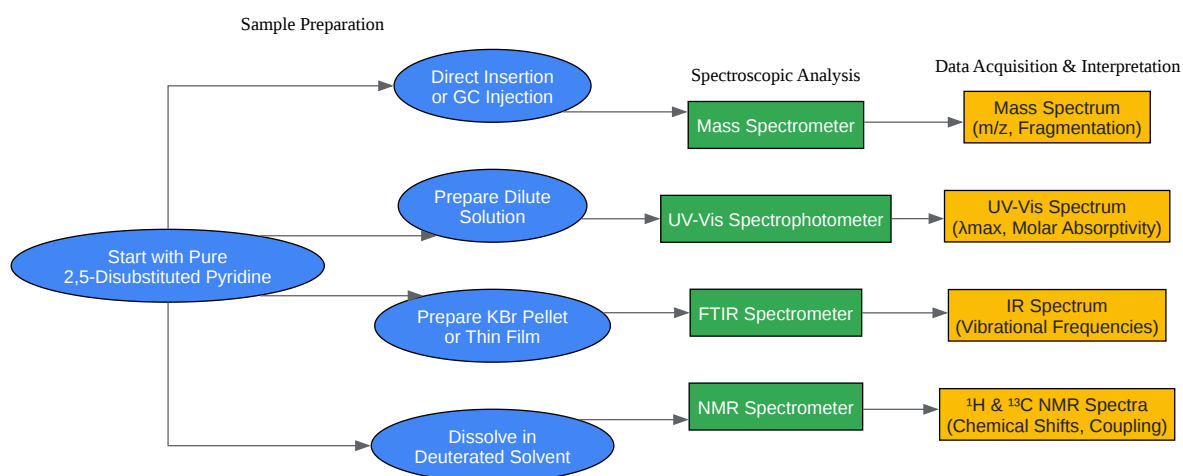 Sample Preparation
Spectroscopic Analysis
Data Acquisition & Interpretation
Start with Pure
2,5-Disubstituted Pyridine
Direct Insertion
or GC Injection
Mass Spectrometer
Mass Spectrum
(m/z, Fragmentation)
Prepare Dilute
Solution
UV-Vis Spectrophotometer
UV-Vis Spectrum
(λmax, Molar Absorptivity)
Prepare KBr Pellet
or Thin Film
FTIR Spectrometer
IR Spectrum
(Vibrational Frequencies)
Dissolve in
Deuterated Solvent
NMR Spectrometer
¹H & ¹³C NMR Spectra
(Chemical Shifts, Coupling)